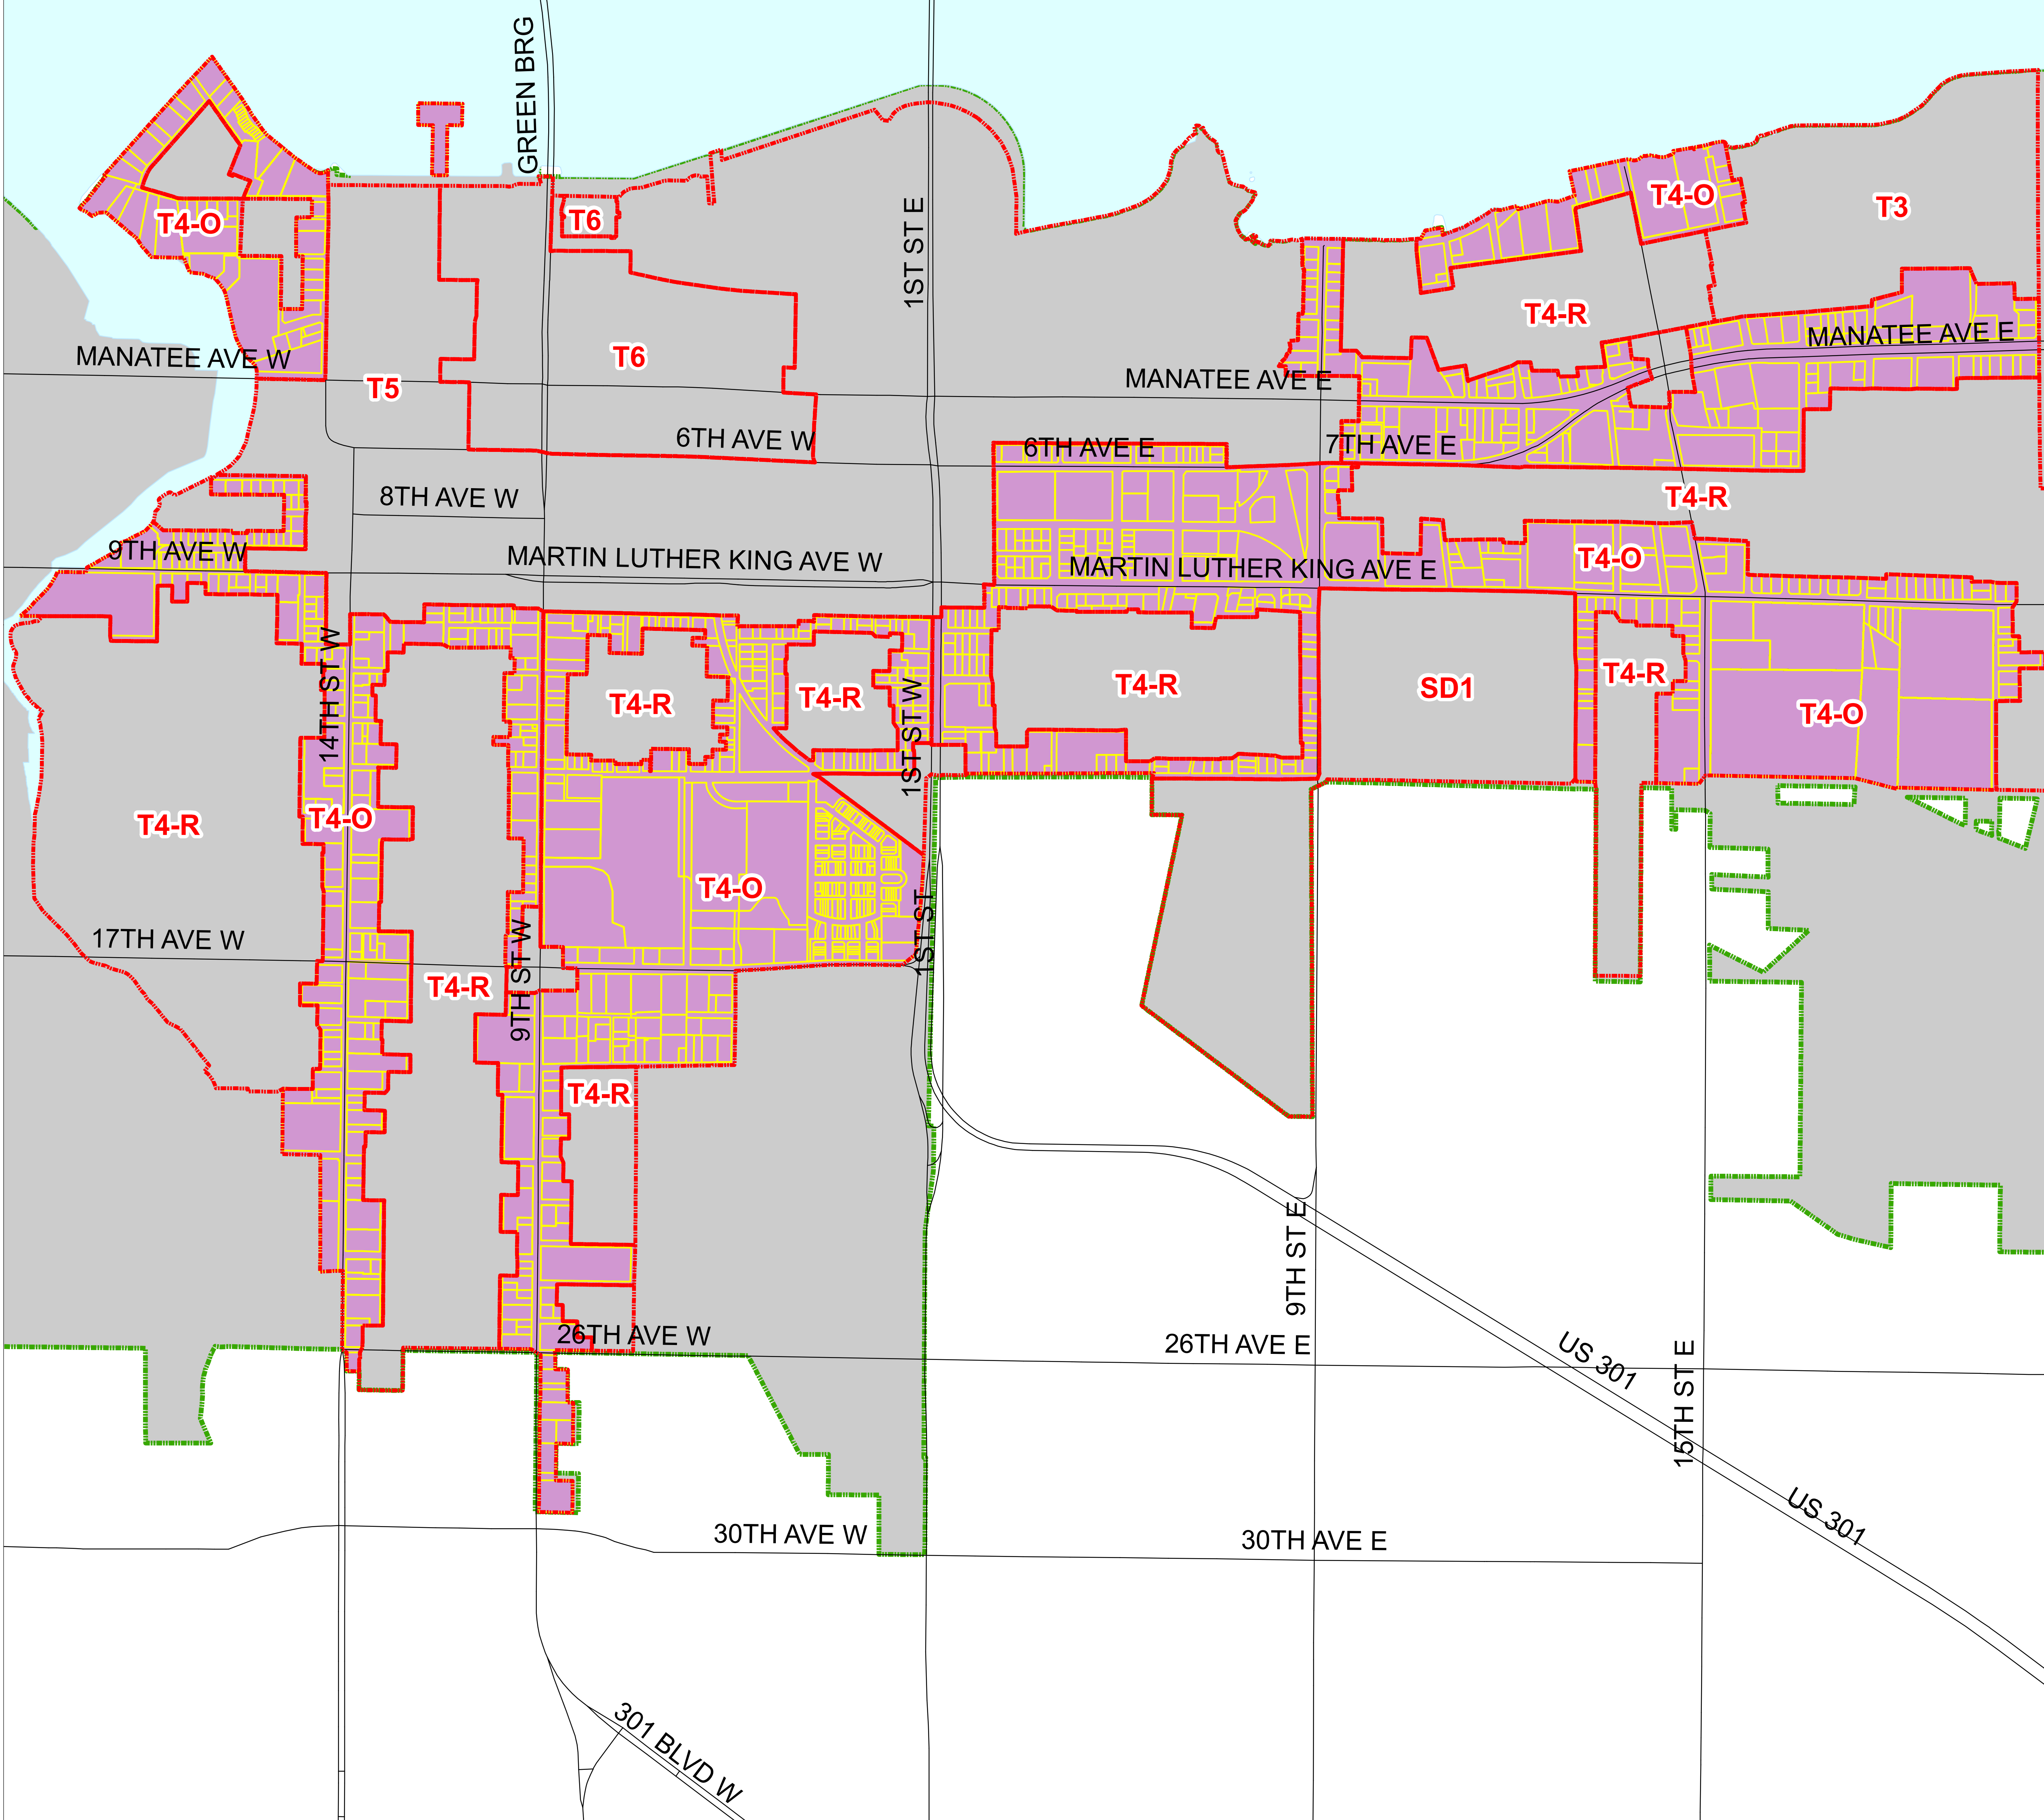 GREEN BRG
T4-O
T6
1ST ST E
T4-O
T3
T4-R
MANATEE AVE W
T6
MANATEE AVE E
MANATEE AVE E
T5
6TH AVE W
6TH AVE E
7TH AVE E
8TH AVE W
T4-R
9TH AVE W
MARTIN LUTHER KING AVE W
MARTIN LUTHER KING AVE E
T4-O
14TH ST W
T4-R
T4-R
1ST ST W
T4-R
SD1
T4-R
T4-O
T4-R
T4-O
T4-O
17TH AVE W
1ST ST
T4-R
9TH ST W
T4-R
9TH ST E
26TH AVE W
26TH AVE E
US 301
15TH ST E
30TH AVE W
30TH AVE E
US 301
301 BLVD W